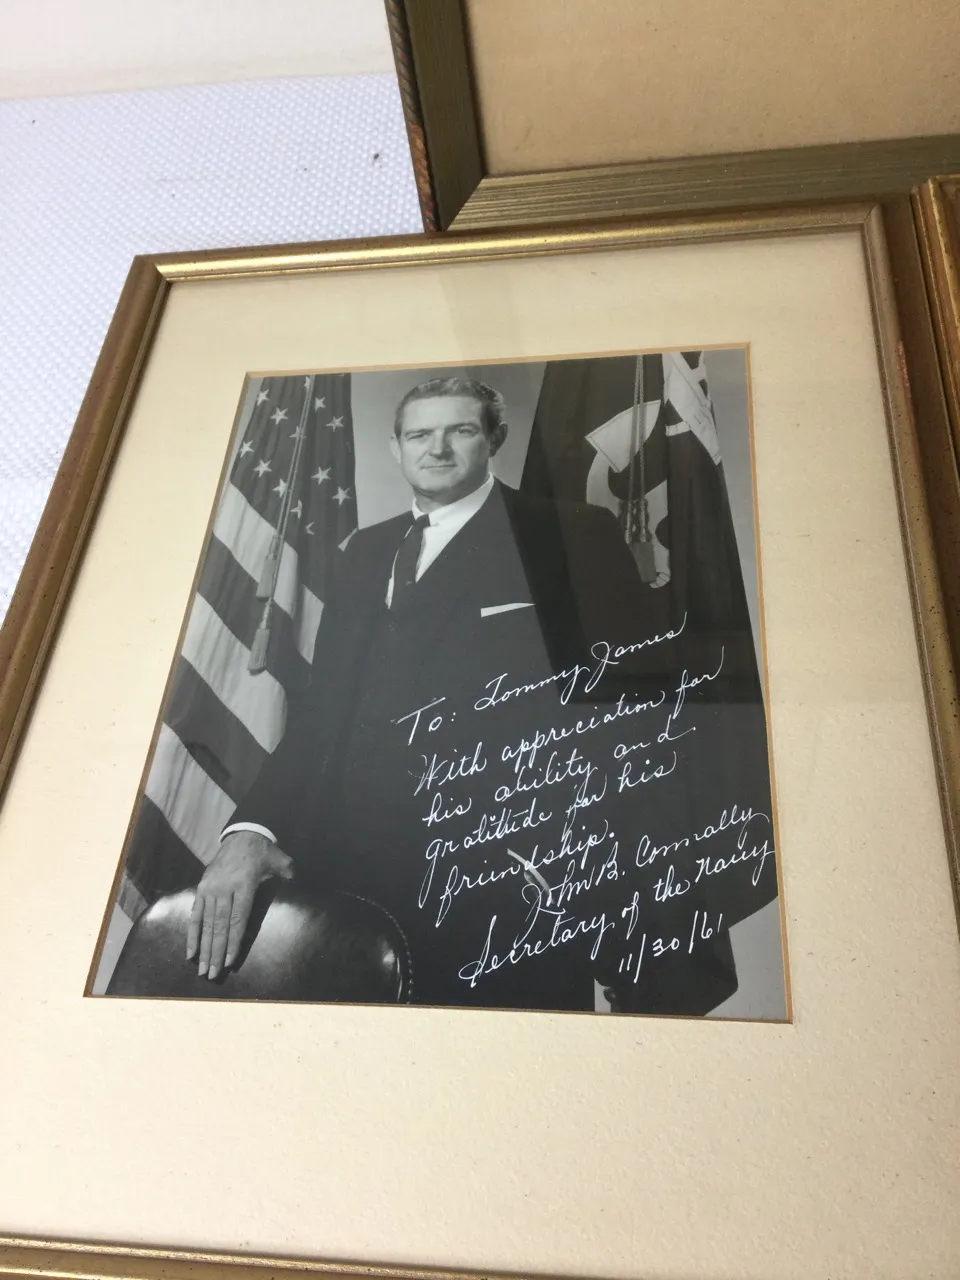 To: Tommy James
With appreciation for
his ability and
gratitude for his
friendship.
John B. Connally
Secretary of the Navy
11/30/61